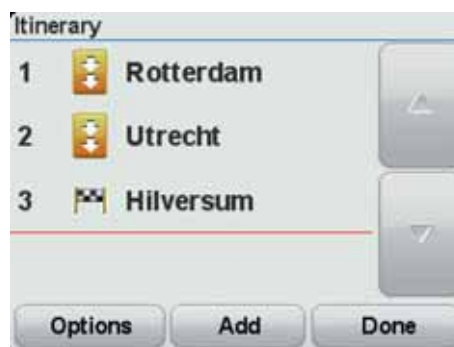 Itinerary
1 Rotterdam
2 Utrecht
3 Hilversum
Options Add Done